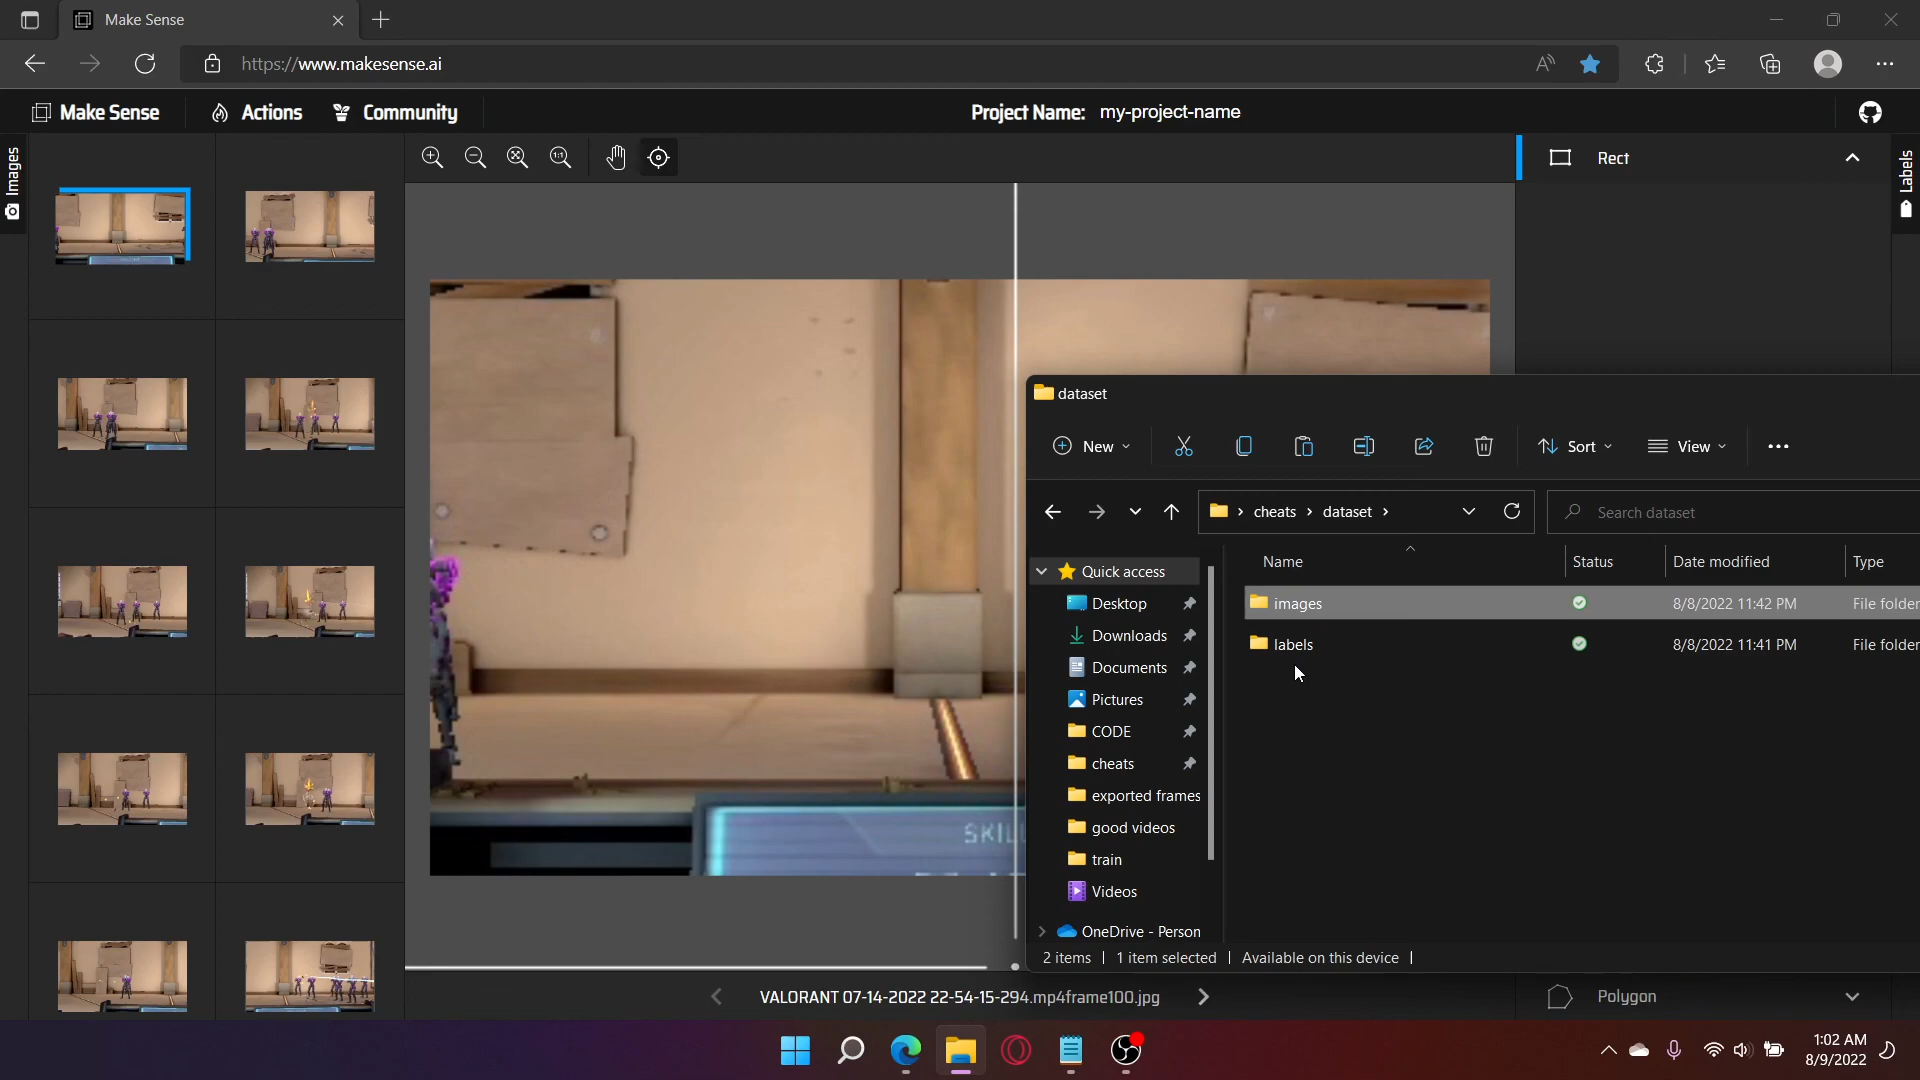 Make Sense
https://www.makesense.ai
Make Sense
Actions
Community
Project Name: my-project-name
Images
Rect
Labels
dataset
New
Sort
View
cheats
dataset
Search dataset
Name
Status
Date modified
Type
Quick access
images
8/8/2022 11:42 PM
File folder
Desktop
labels
8/8/2022 11:41 PM
File folder
Downloads
Documents
Pictures
CODE
cheats
exported frames
good videos
train
Videos
OneDrive - Person
2 items
1 item selected
Available on this device
1:1
VALORANT 07-14-2022 22-54-15-294.mp4frame100.jpg
Polygon
1:02 AM
8/9/2022